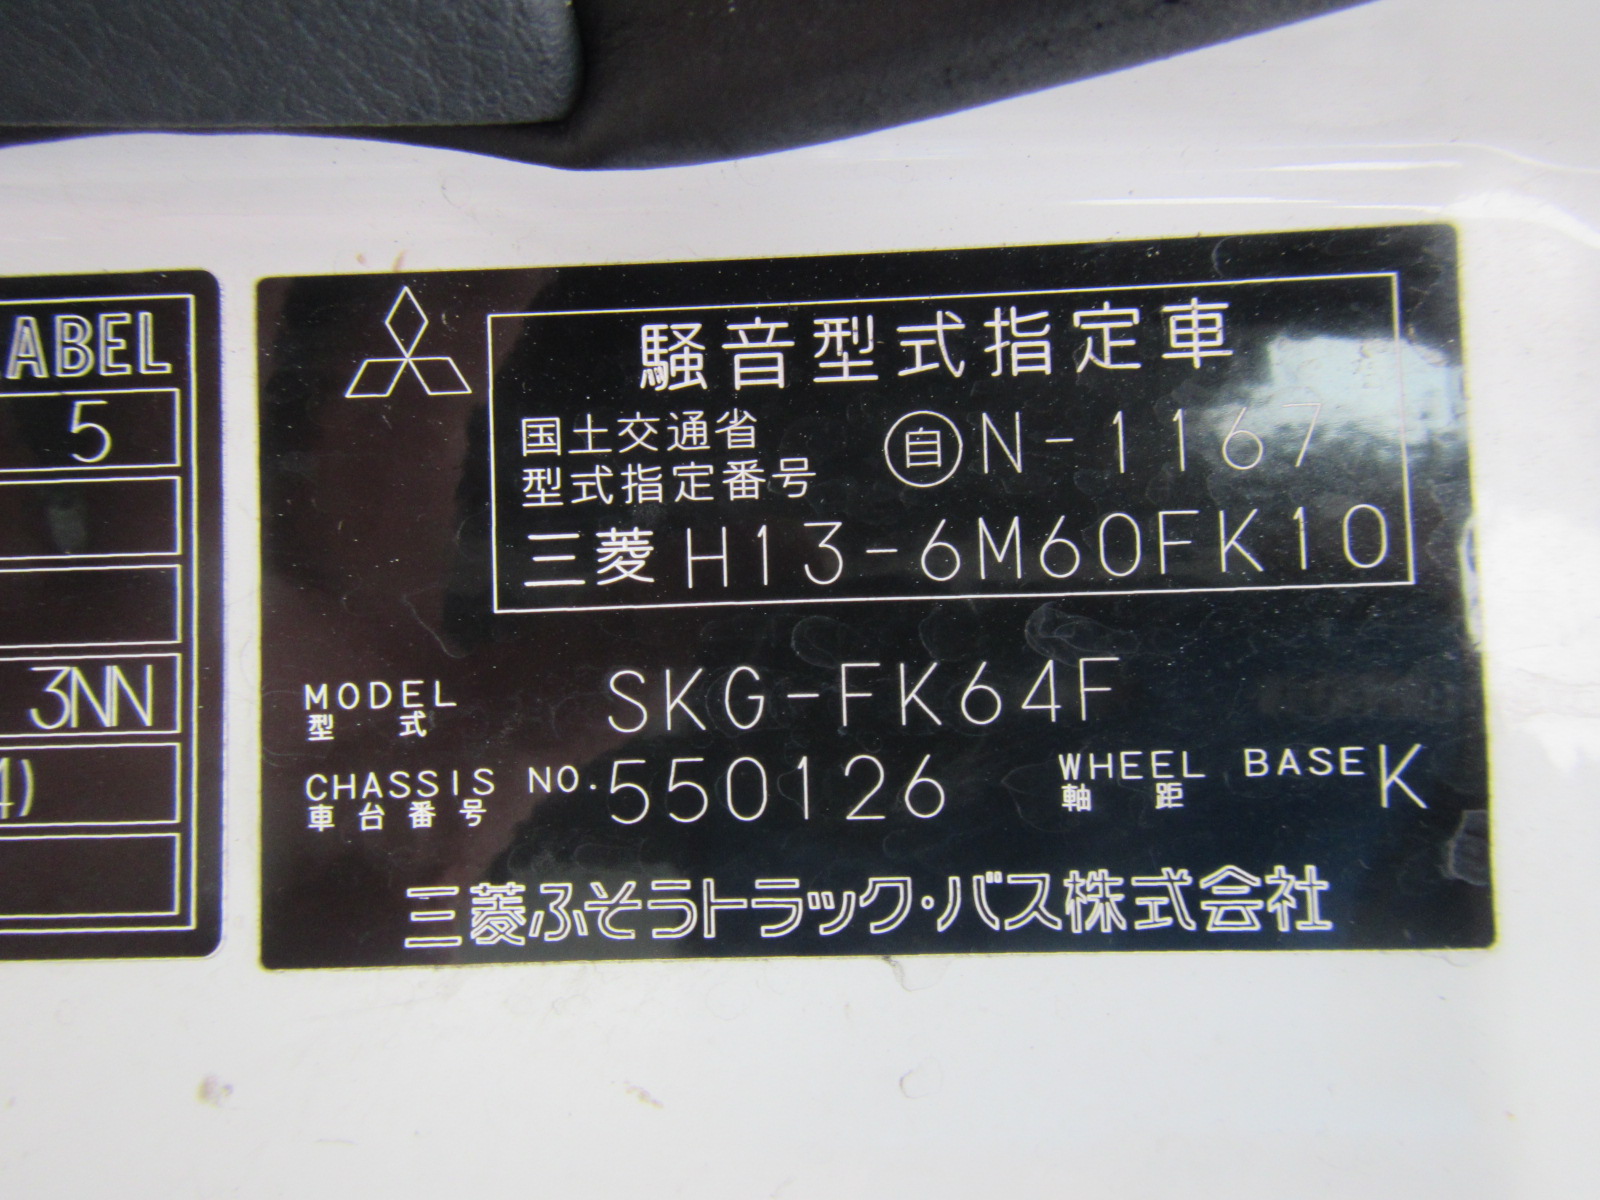 ABEL
5
3NN
4)
騒音型式指定車
国土交通省
型式指定番号 自N-1167
三菱 H13-6M60FK10
MODEL
型式 SKG-FK64F
CHASSIS NO. 550126 WHEEL BASE K
車台番号 軸距
三菱ふそうトラック・バス株式会社